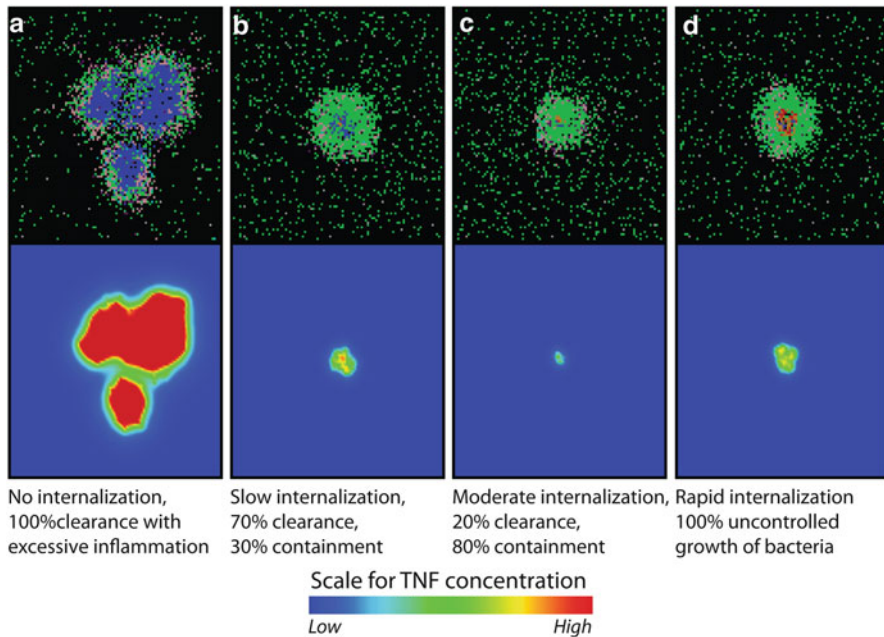 a
b
c
d
No internalization,
100%clearance with
excessive inflammation
Slow internalization,
70% clearance,
30% containment
Moderate internalization,
20% clearance,
80% containment
Rapid internalization
100% uncontrolled
growth of bacteria
Scale for TNF concentration
Low
High